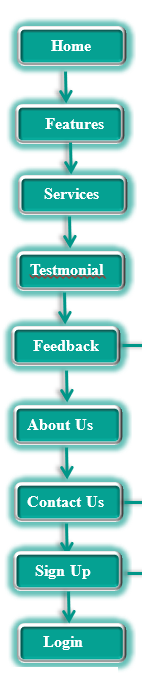 Home
Features
Services
Testmonial
Feedback
About Us
Contact Us
Sign Up
Login